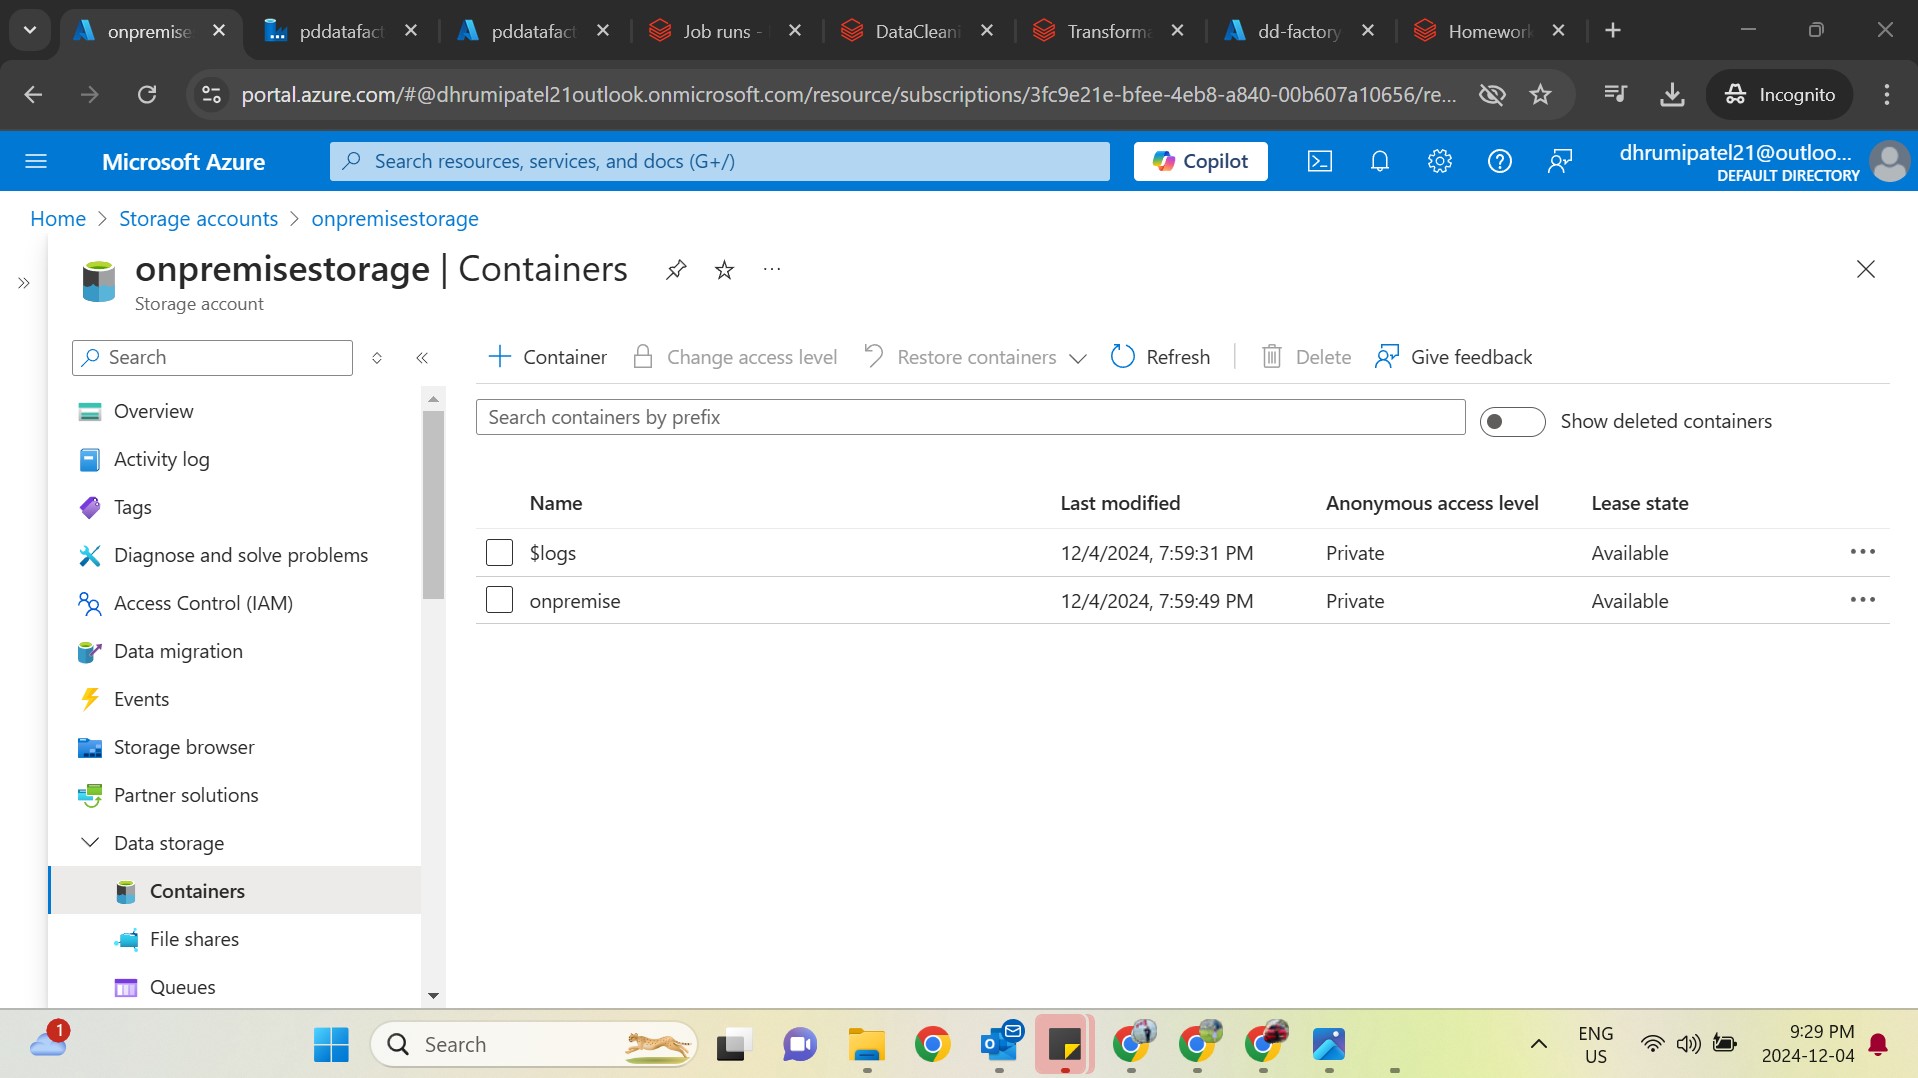 onpremise
pddatafact
pddatafact
Job runs -
DataCleani
Transforma
dd-factory
Homework
portal.azure.com/#@dhrumipatel21outlook.onmicrosoft.com/resource/subscriptions/3fc9e21e-bfee-4eb8-a840-00b607a10656/re...
Incognito
Microsoft Azure
Search resources, services, and docs (G+/)
Copilot
dhrumipatel21@outloo...
DEFAULT DIRECTORY
Home > Storage accounts > onpremisestorage
onpremisestorage | Containers
Storage account
Search
Container
Change access level
Restore containers
Refresh
Delete
Give feedback
Search containers by prefix
Show deleted containers
Overview
Activity log
Tags
Diagnose and solve problems
Access Control (IAM)
Data migration
Events
Storage browser
Partner solutions
Data storage
Containers
File shares
Queues
Name Last modified Anonymous access level Lease state
$logs 12/4/2024, 7:59:31 PM Private Available
onpremise 12/4/2024, 7:59:49 PM Private Available
1
Search
ENG
US
9:29 PM
2024-12-04